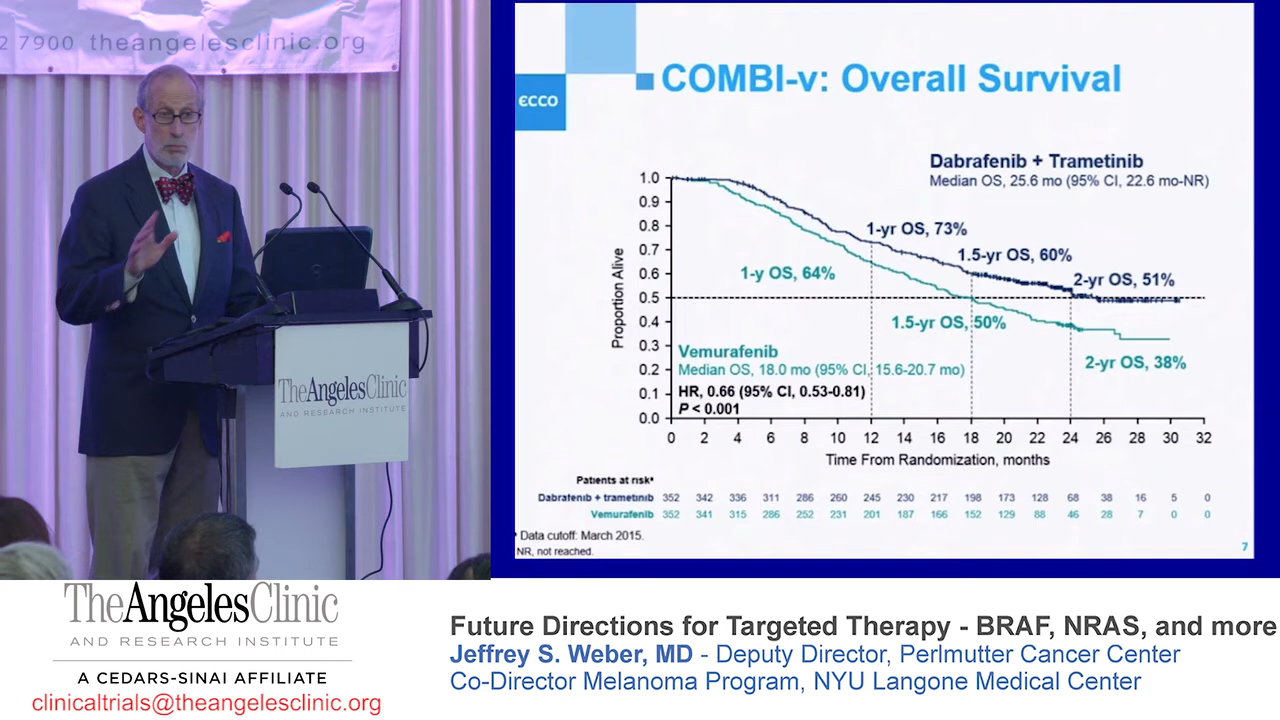 2 7900 theangelesclinic.org
TheAngelesClinic
AND RESEARCH INSTITUTE
ecco
COMBI-v: Overall Survival
Dabrafenib + Trametinib
Median OS, 25.6 mo (95% CI, 22.6 mo-NR)
1-yr OS, 73%
1.5-yr OS, 60%
2-yr OS, 51%
1-y OS, 64%
1.5-yr OS, 50%
2-yr OS, 38%
Vemurafenib
Median OS, 18.0 mo (95% CI, 15.6-20.7 mo)
HR, 0.66 (95% CI, 0.53-0.81)
P < 0.001
Proportion Alive
1.0
0.9
0.8
0.7
0.6
0.5
0.4
0.3
0.2
0.1
0.0
0 2 4 6 8 10 12 14 16 18 20 22 24 26 28 30 32
Time From Randomization, months
Patients at riskᵃ
Dabrafenib + trametinib 352 342 336 311 286 260 245 230 217 198 173 128 68 38 16 5 0
Vemurafenib 352 341 315 286 252 231 201 187 166 152 129 88 46 28 7 0 0
ᵃ Data cutoff: March 2015.
NR, not reached.
7
TheAngelesClinic
AND RESEARCH INSTITUTE
A CEDARS-SINAI AFFILIATE
clinicaltrials@theangelesclinic.org
Future Directions for Targeted Therapy - BRAF, NRAS, and more
Jeffrey S. Weber, MD - Deputy Director, Perlmutter Cancer Center
Co-Director Melanoma Program, NYU Langone Medical Center